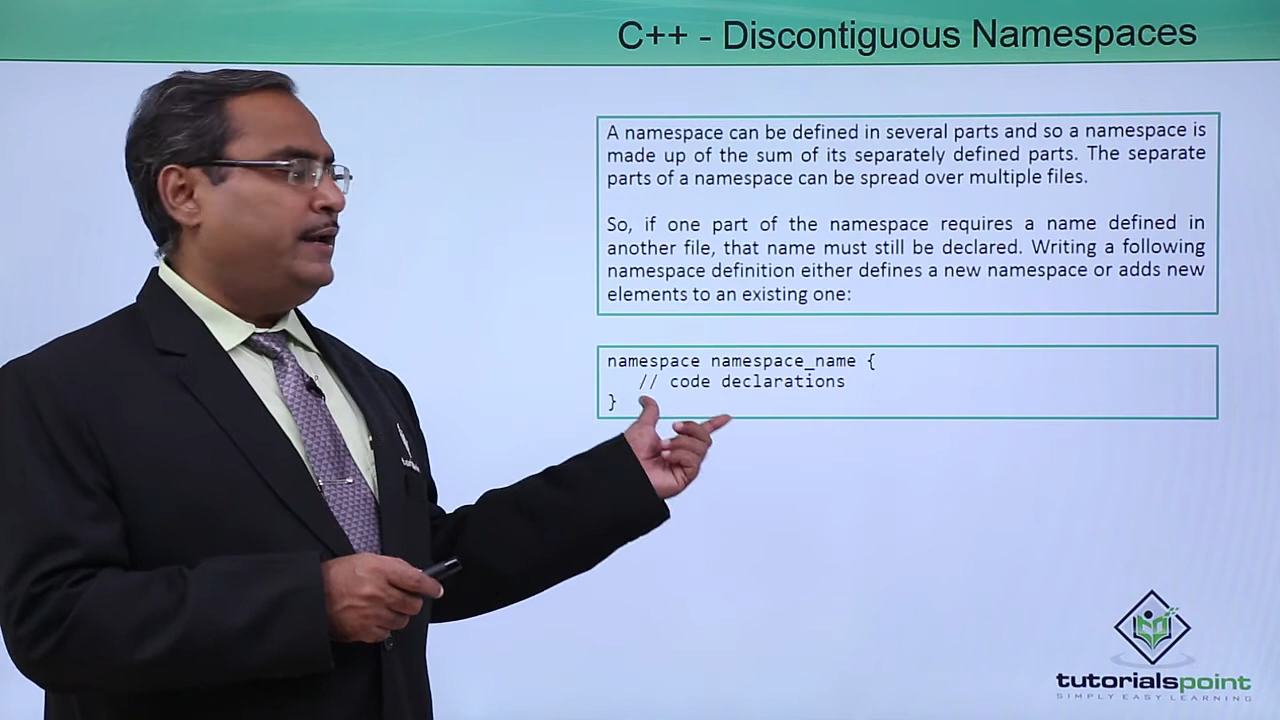 C++ - Discontiguous Namespaces
A namespace can be defined in several parts and so a namespace is
made up of the sum of its separately defined parts. The separate
parts of a namespace can be spread over multiple files.
So, if one part of the namespace requires a name defined in
another file, that name must still be declared. Writing a following
namespace definition either defines a new namespace or adds new
elements to an existing one:
namespace namespace_name {
// code declarations
}
tutorialspoint
SIMPLY EASY LEARNING